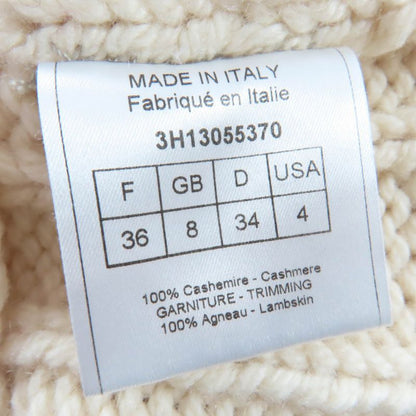 MADE IN ITALY
Fabriqué en Italie
3H13055370
F GB D USA
36 8 34 4
100% Cashemire - Cashmere
GARNITURE - TRIMMING
100% Agneau - Lambskin